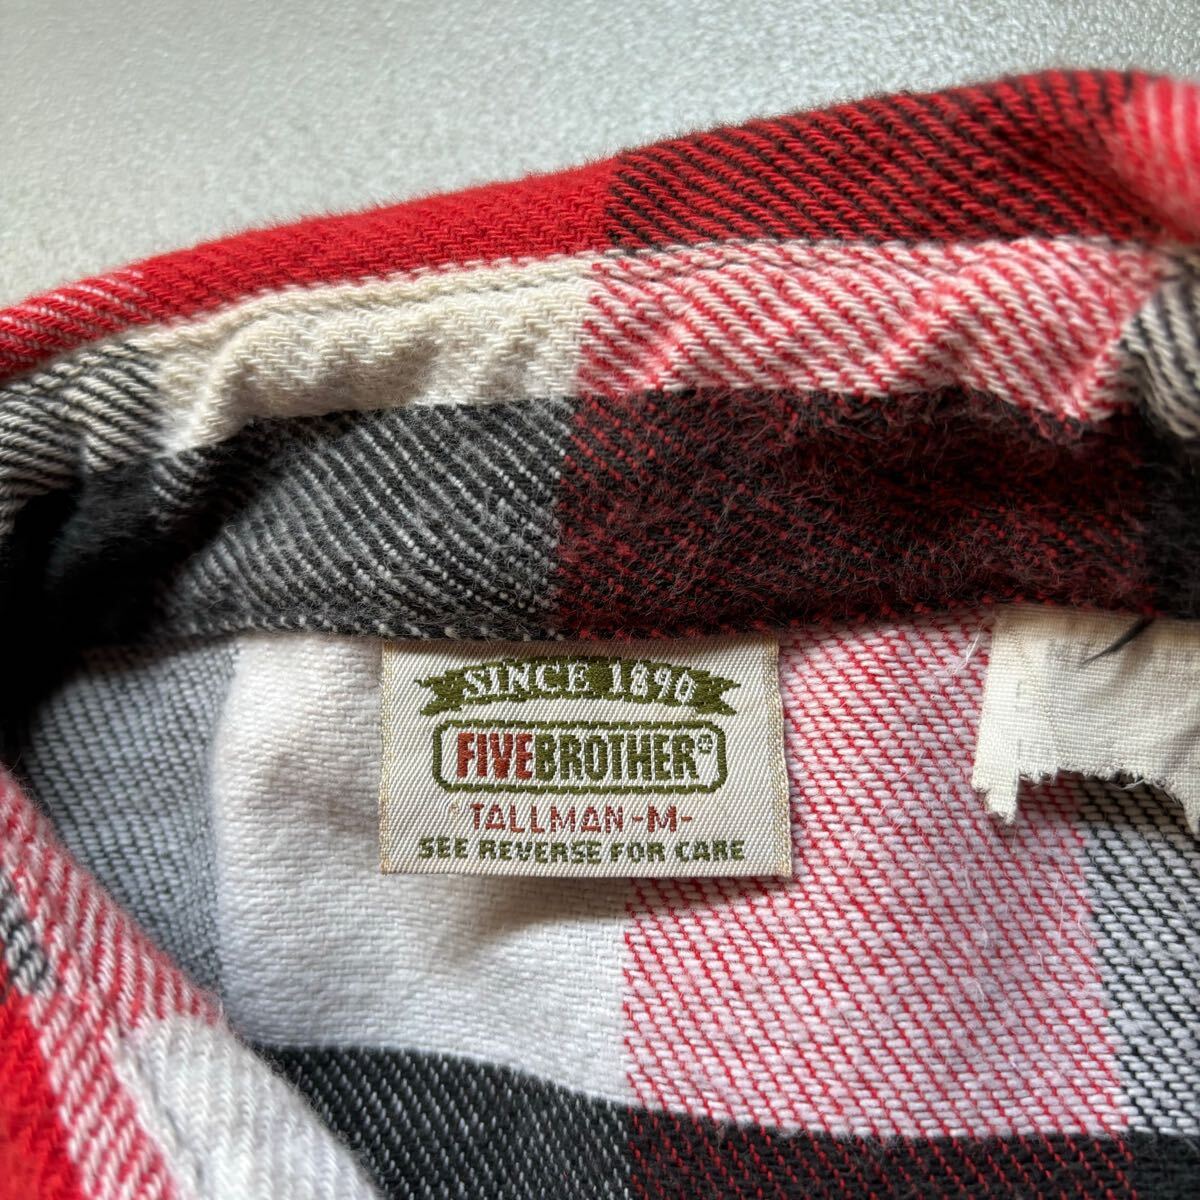 SINCE 1890
FIVEBROTHER®
TALLMAN -M-
SEE REVERSE FOR CARE